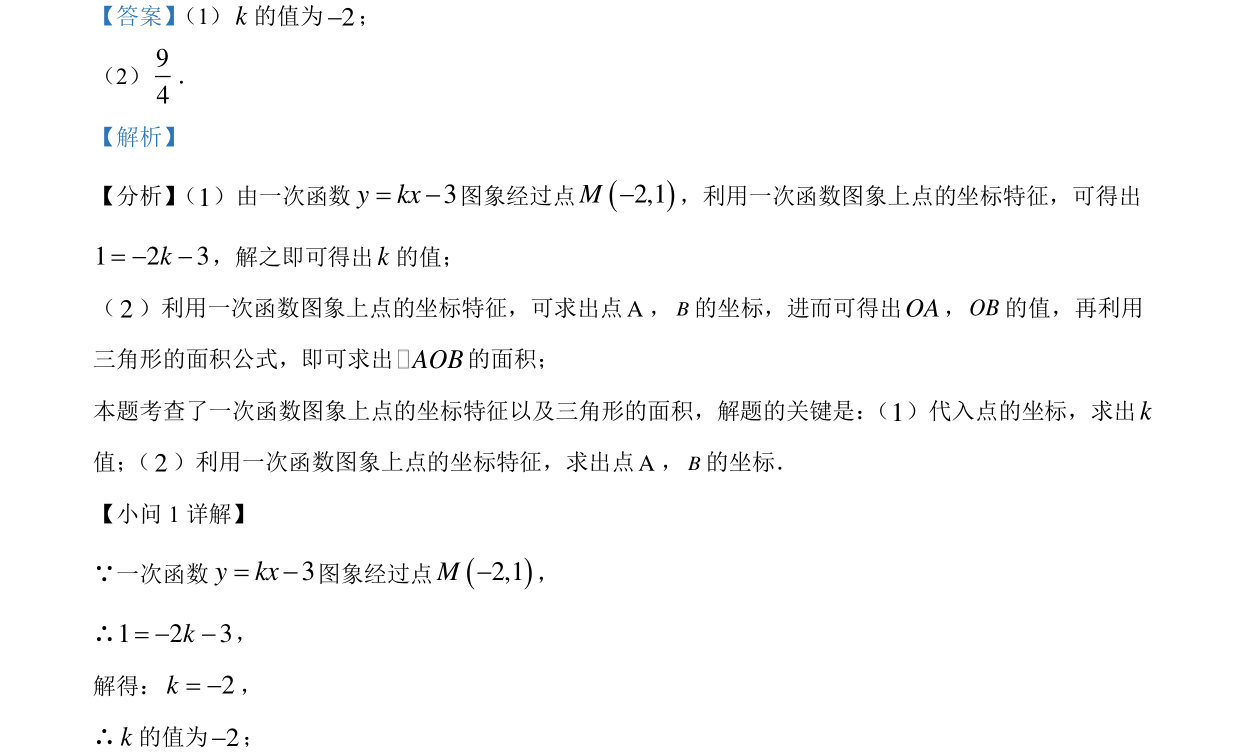 【答案】（1） k 的值为 −2；
（2） 9/4 ．
【解析】
【分析】（1）由一次函数 y = kx − 3 图象经过点 M (−2,1)，利用一次函数图象上点的坐标特征，可得出
1 = −2k − 3，解之即可得出 k 的值；
（2）利用一次函数图象上点的坐标特征，可求出点 A ，B 的坐标，进而可得出 OA ，OB 的值，再利用
三角形的面积公式，即可求出 □AOB 的面积；
本题考查了一次函数图象上点的坐标特征以及三角形的面积，解题的关键是：（1）代入点的坐标，求出 k
值；（2）利用一次函数图象上点的坐标特征，求出点 A ，B 的坐标．
【小问 1 详解】
∵一次函数 y = kx − 3 图象经过点 M (−2,1)，
∴1 = −2k − 3，
解得： k = −2 ，
∴ k 的值为 −2；